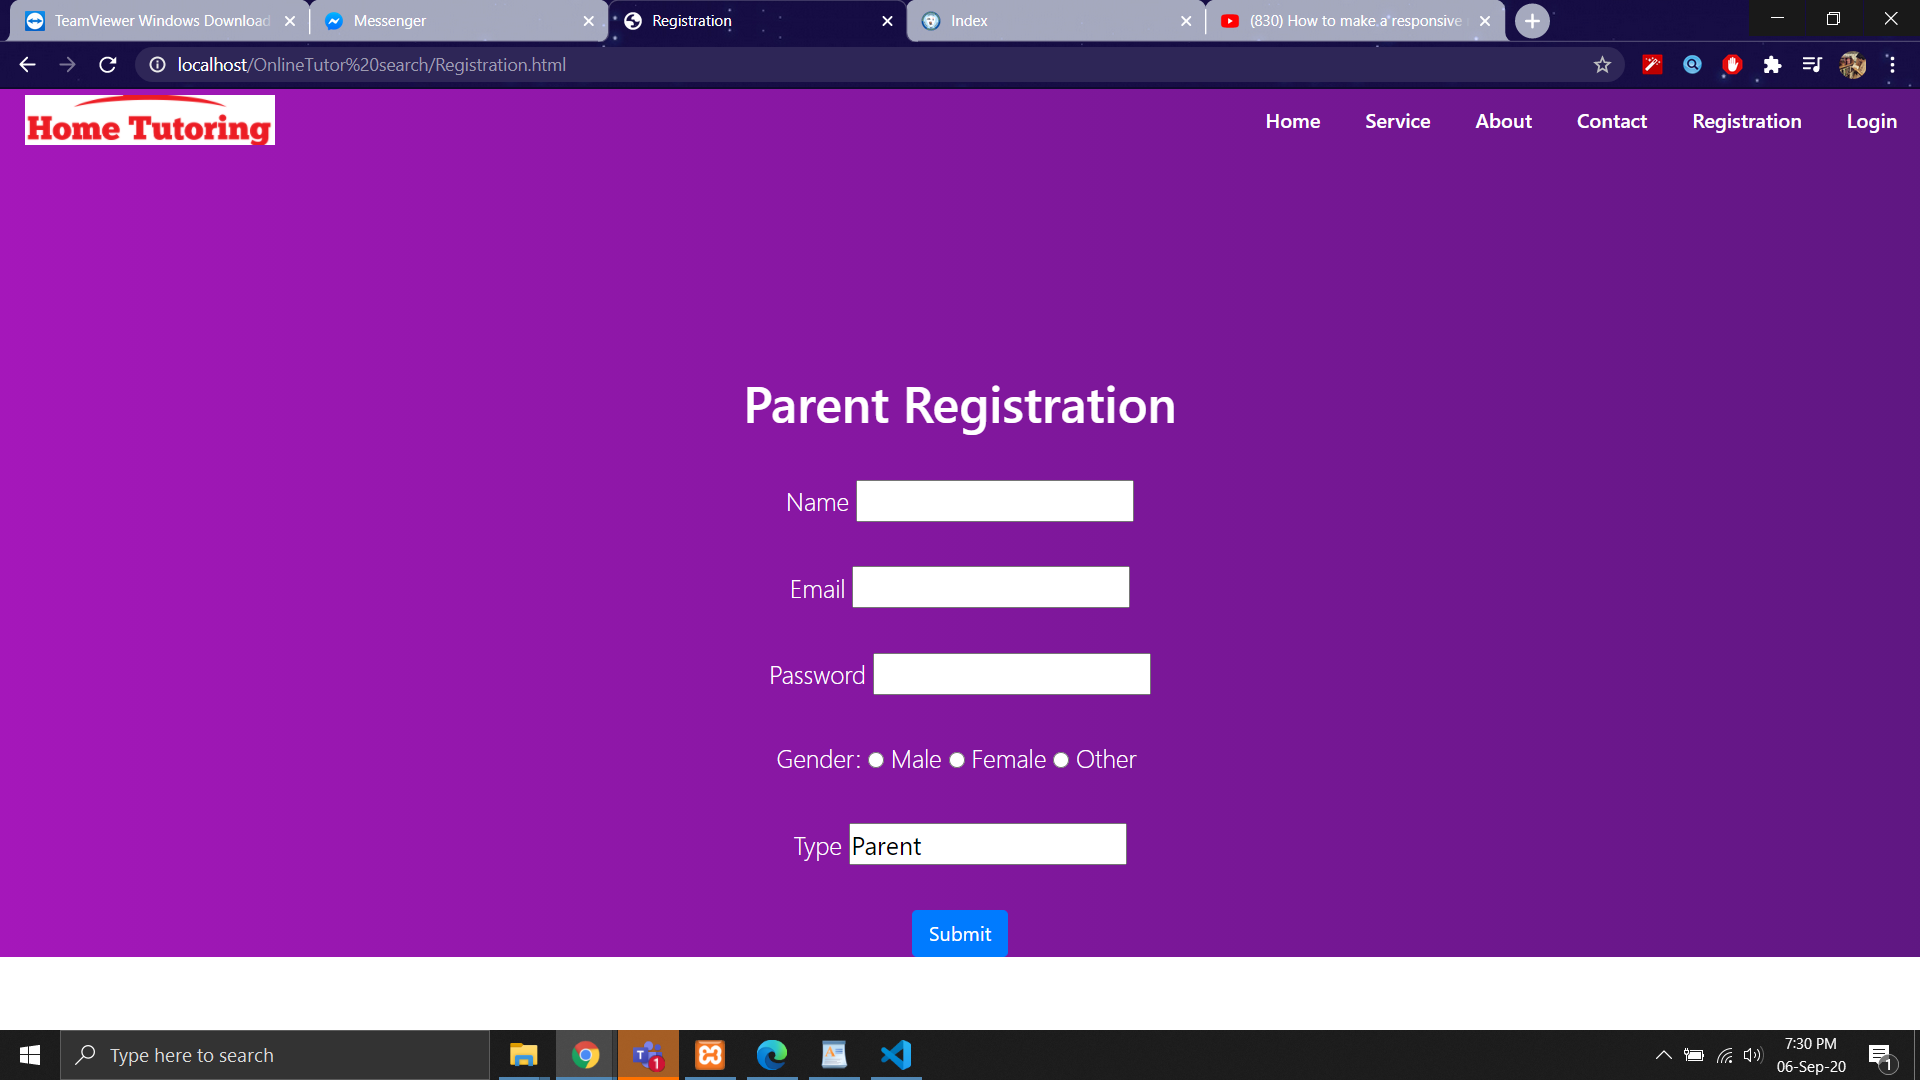 TeamViewer Windows Download
Messenger
Registration
Index
(830) How to make a responsive
localhost/OnlineTutor%20search/Registration.html
Home Tutoring
Home Service About Contact Registration Login
Parent Registration
Name
Email
Password
Gender: Male Female Other
Type Parent
Submit
Type here to search
T 1
7:30 PM
06-Sep-20
1